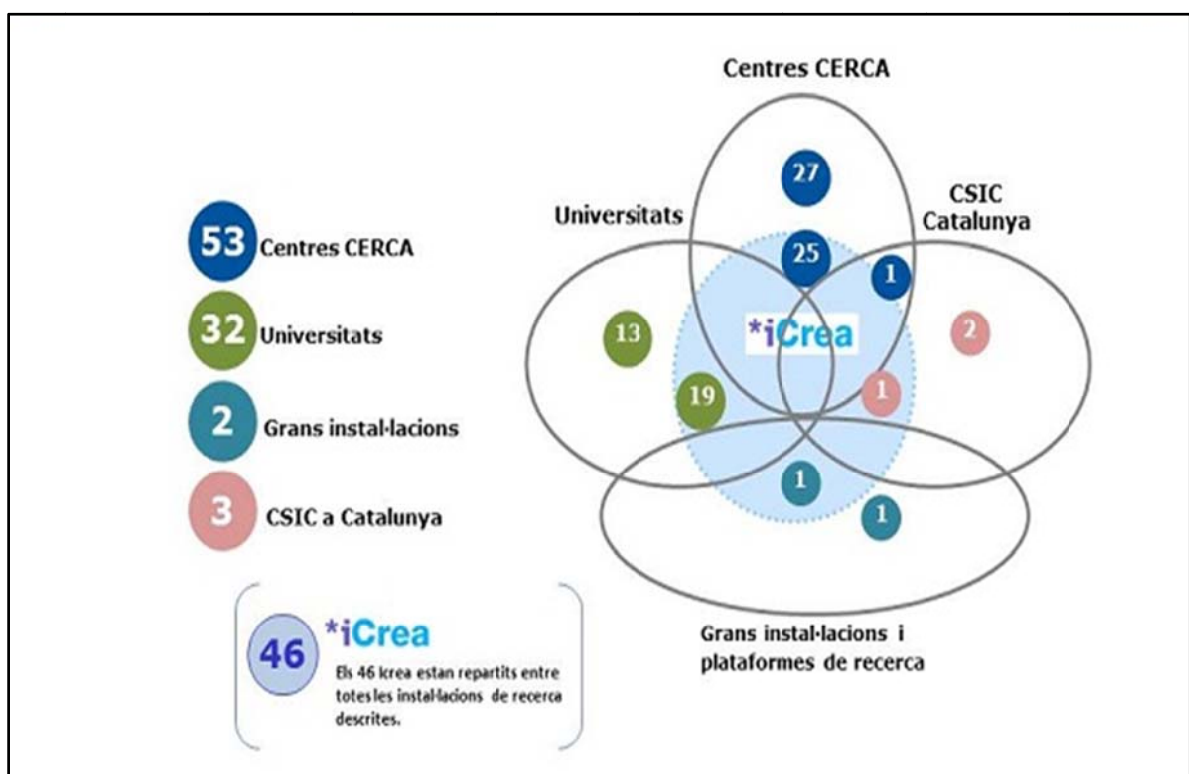 Centres CERCA
27
Universitats
CSIC
Catalunya
53 Centres CERCA
25
1
32 Universitats
13
*iCrea
2
19
1
2 Grans instal·lacions
1
1
3 CSIC a Catalunya
46 *iCrea
Els 46 Icrea estan repartits entre
totes les instal·lacions de recerca
descrites.
Grans instal·lacions i
plataformes de recerca